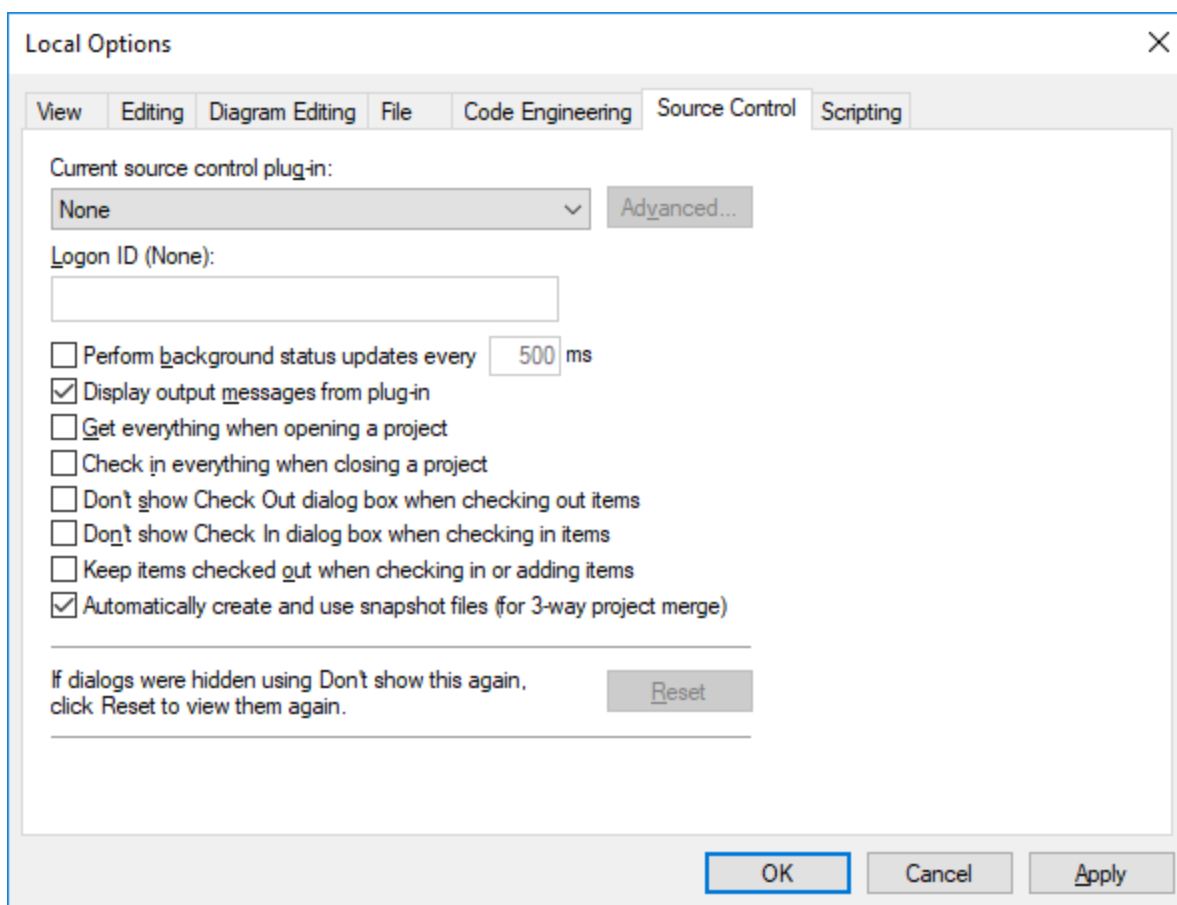 Local Options
View Editing Diagram Editing File Code Engineering Source Control Scripting
Current source control plug-in:
None Advanced...
Logon ID (None):
Perform background status updates every 500 ms
Display output messages from plug-in
Get everything when opening a project
Check in everything when closing a project
Don't show Check Out dialog box when checking out items
Don't show Check In dialog box when checking in items
Keep items checked out when checking in or adding items
Automatically create and use snapshot files (for 3-way project merge)
If dialogs were hidden using Don't show this again,
click Reset to view them again.
Reset
OK Cancel Apply